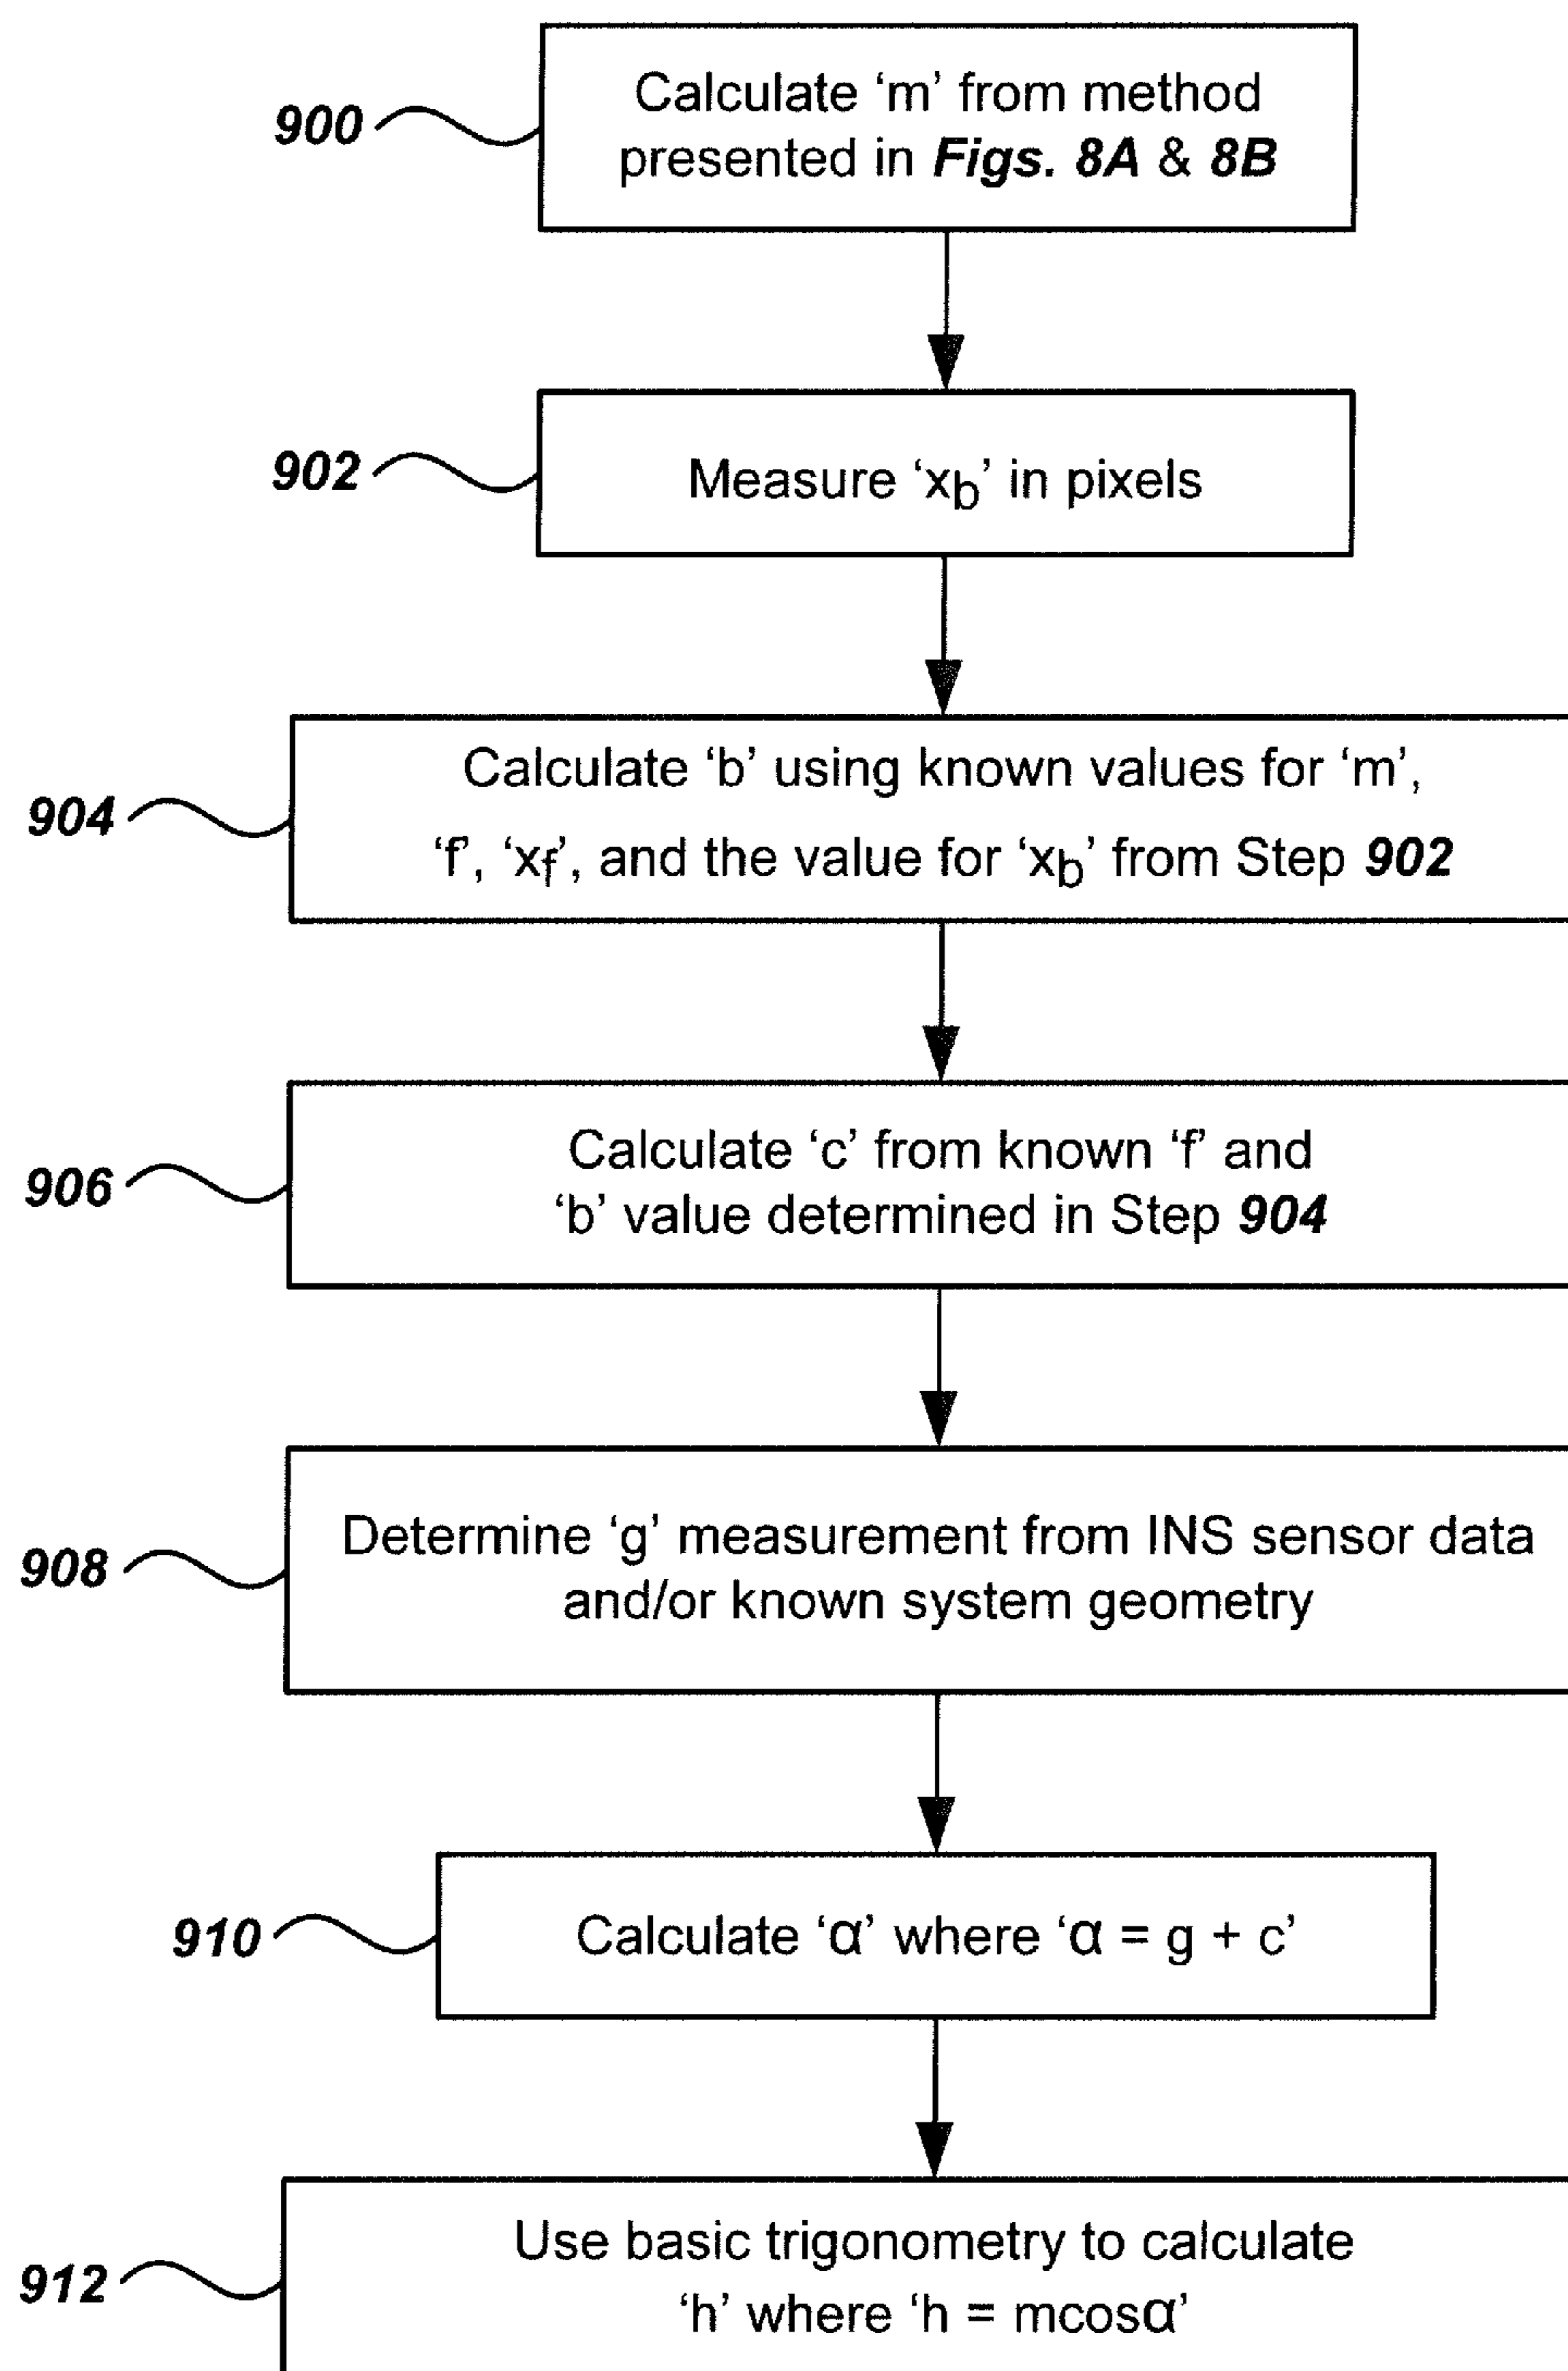 900
Calculate ‘m’ from method
presented in Figs. 8A & 8B
902
Measure ‘xb’ in pixels
904
Calculate ‘b’ using known values for ‘m’,
‘f’, ‘xf’, and the value for ‘xb’ from Step 902
906
Calculate ‘c’ from known ‘f’ and
‘b’ value determined in Step 904
908
Determine ‘g’ measurement from INS sensor data
and/or known system geometry
910
Calculate ‘α’ where ‘α = g + c’
912
Use basic trigonometry to calculate
‘h’ where ‘h = mcosα’